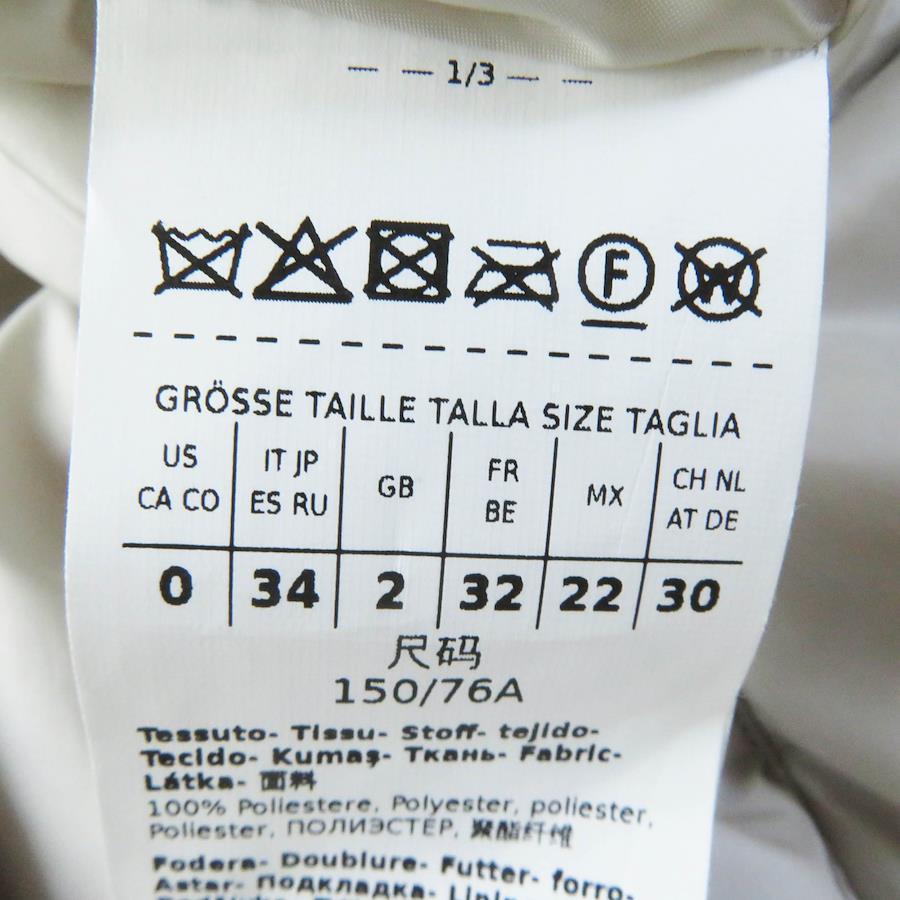 1/3
F W
GRÖSSE TAILLE TALLA SIZE TAGLIA
US CA CO IT JP ES RU GB FR BE MX CH NL AT DE
0 34 2 32 22 30
尺码
150/76A
Tessuto- Tissu- Stoff- tejido-
Tecido- Kumaş- Ткань- Fabric-
Látka- 面料
100% Poliestere, Polyester, poliester,
Poliester, ПОЛИЭСТЕР, 聚酯纤维
Fodera- Doublure- Futter- forro-
Astar- Подкладка-